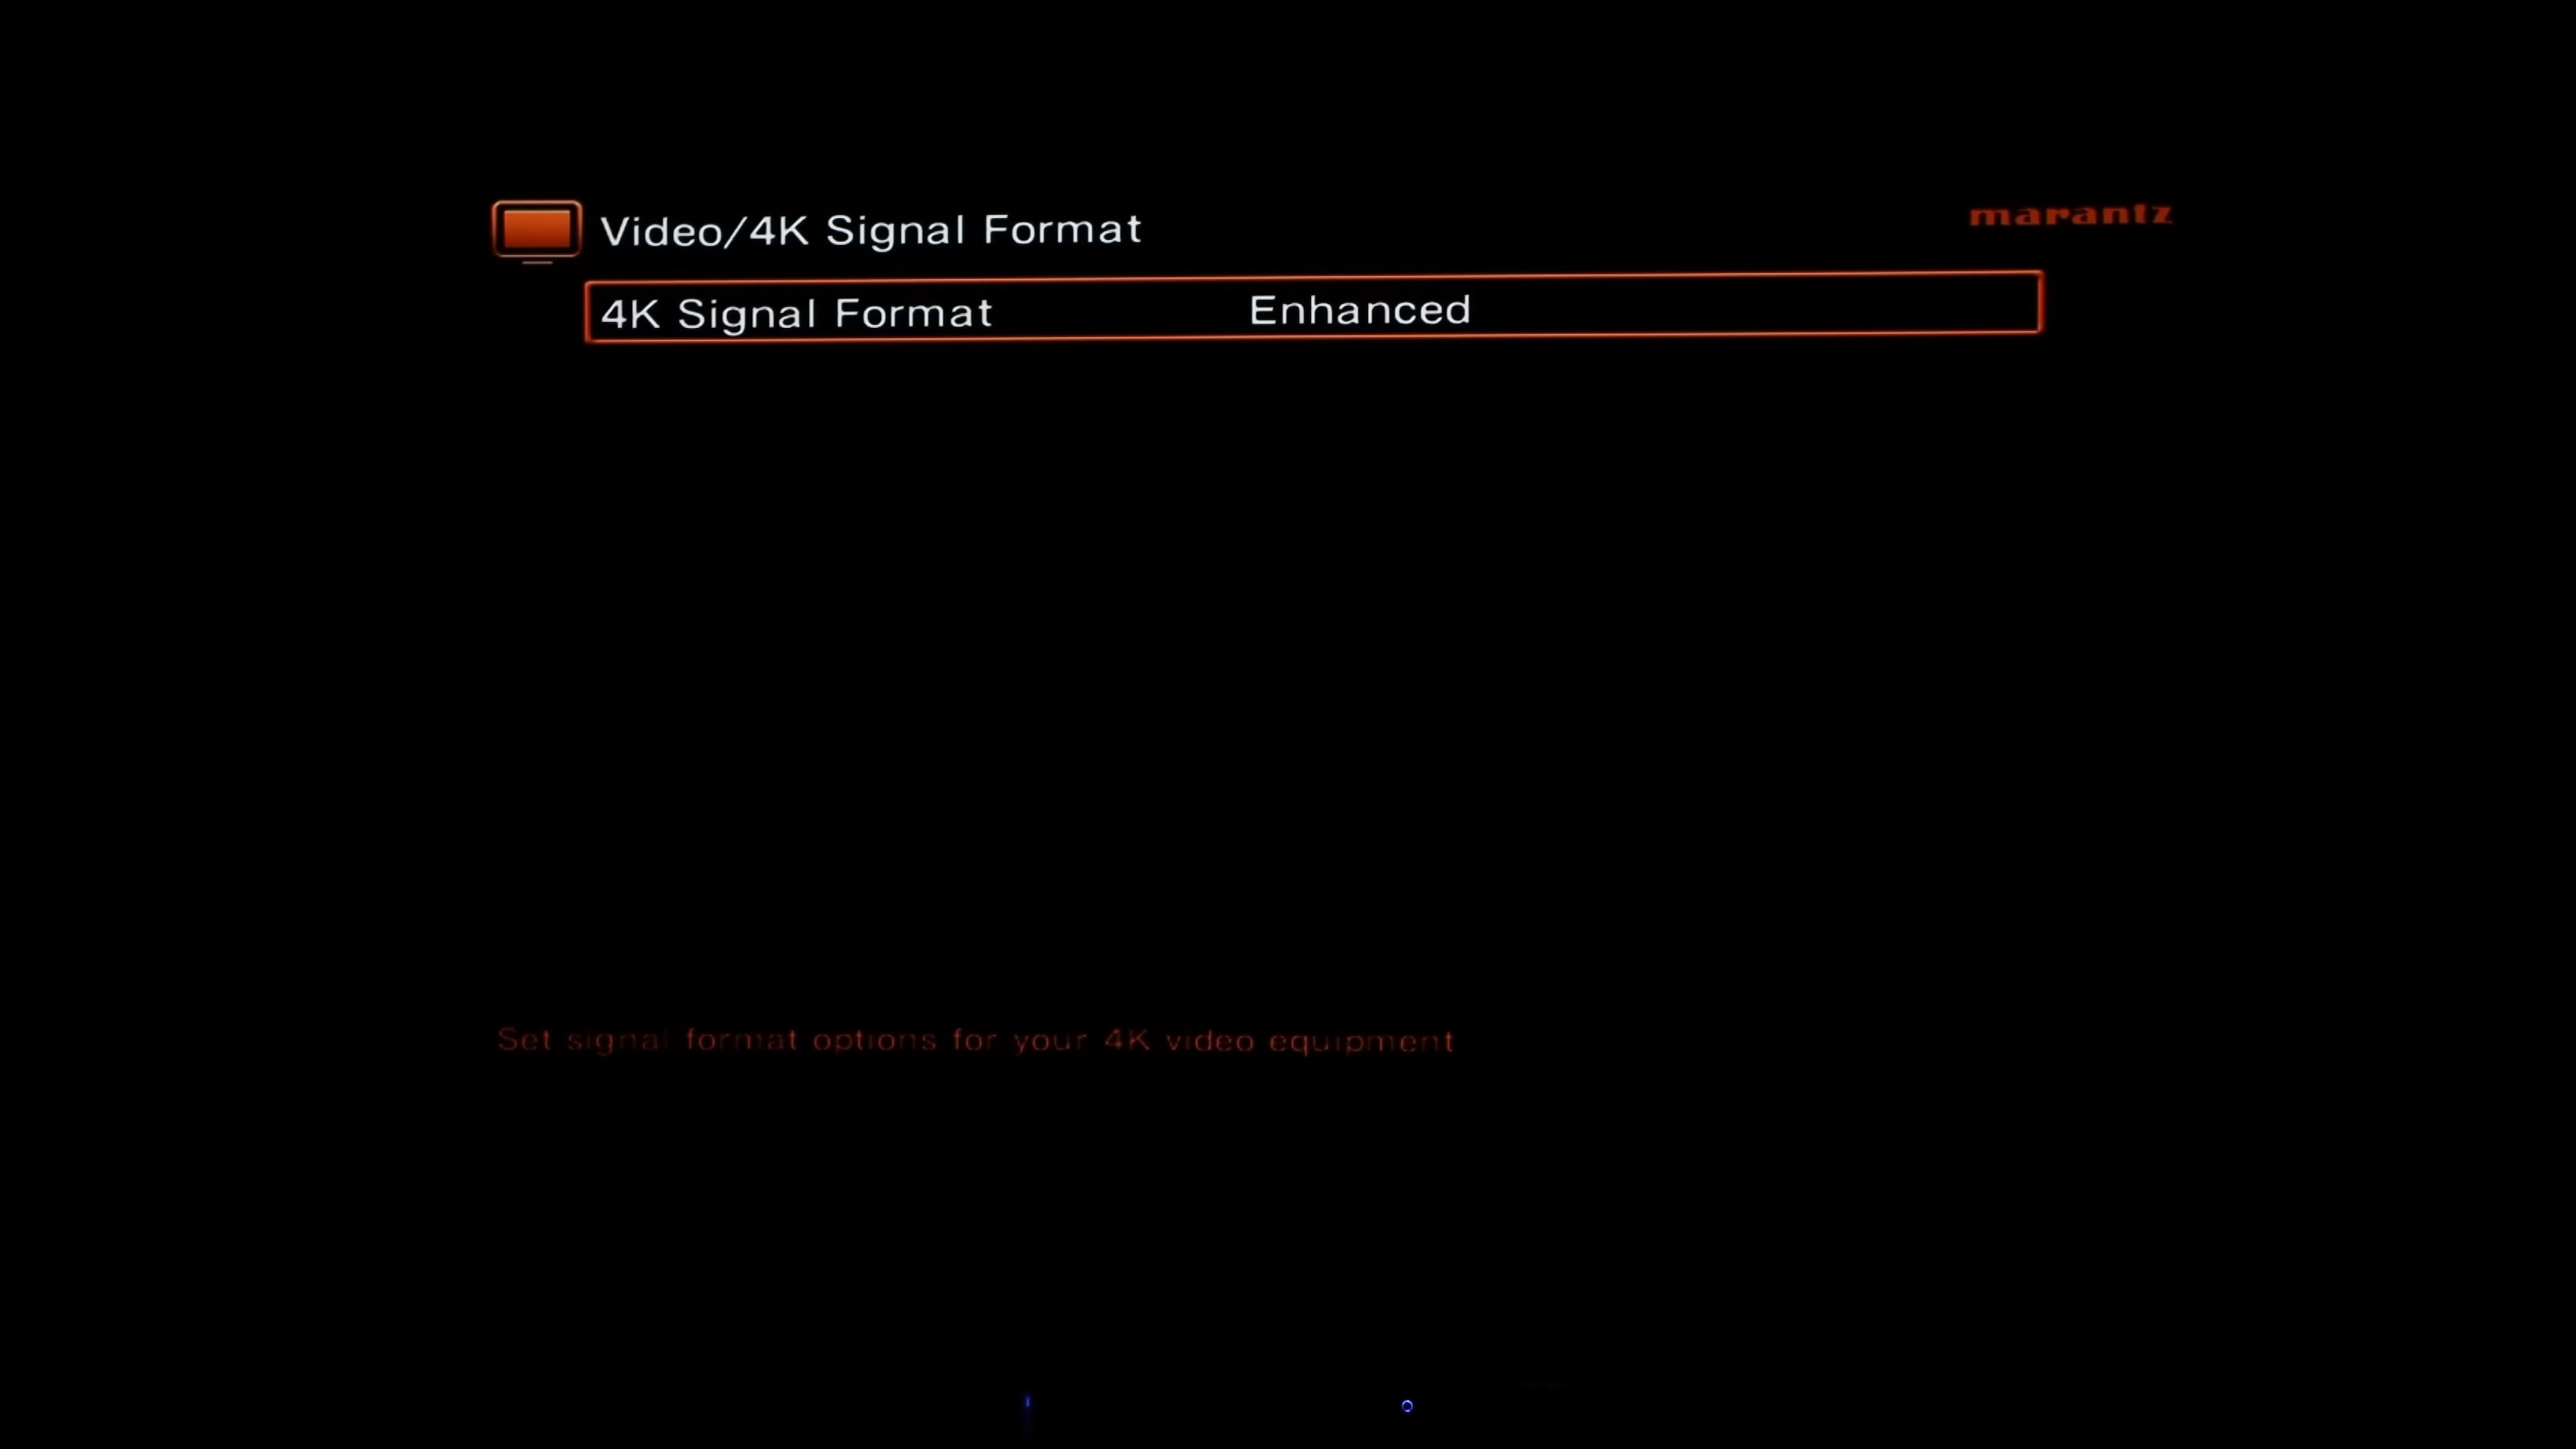 Video/4K Signal Format
marantz
4K Signal Format Enhanced
Set signal format options for your 4K video equipment